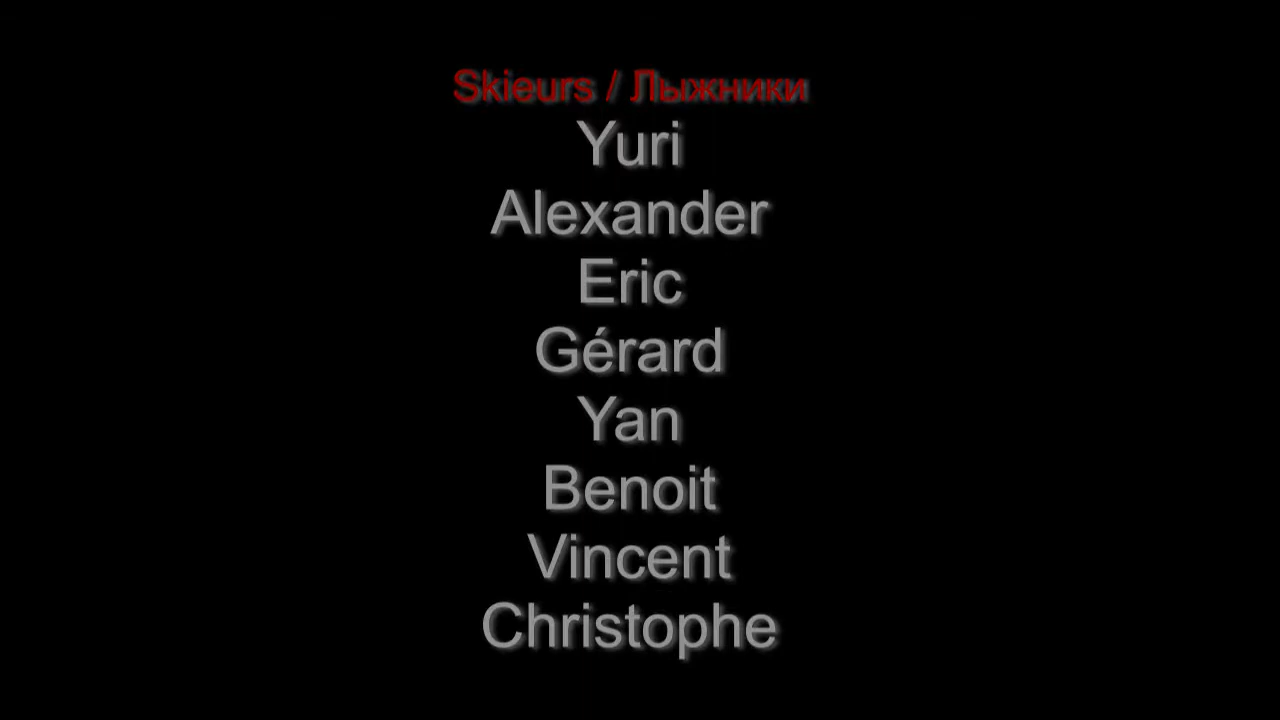 Skieurs / Лыжники
Yuri
Alexander
Eric
Gérard
Yan
Benoit
Vincent
Christophe